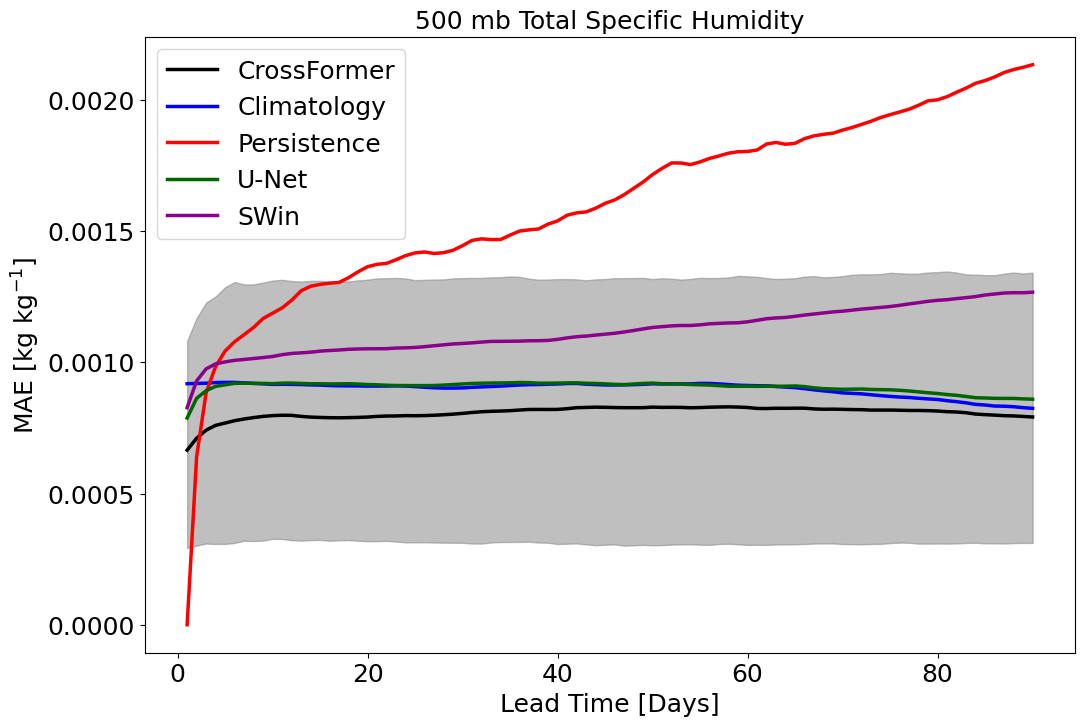 500 mb Total Specific Humidity
CrossFormer
Climatology
Persistence
U-Net
SWin
MAE [kg kg⁻¹]
0.0020
0.0015
0.0010
0.0005
0.0000
0 20 40 60 80
Lead Time [Days]